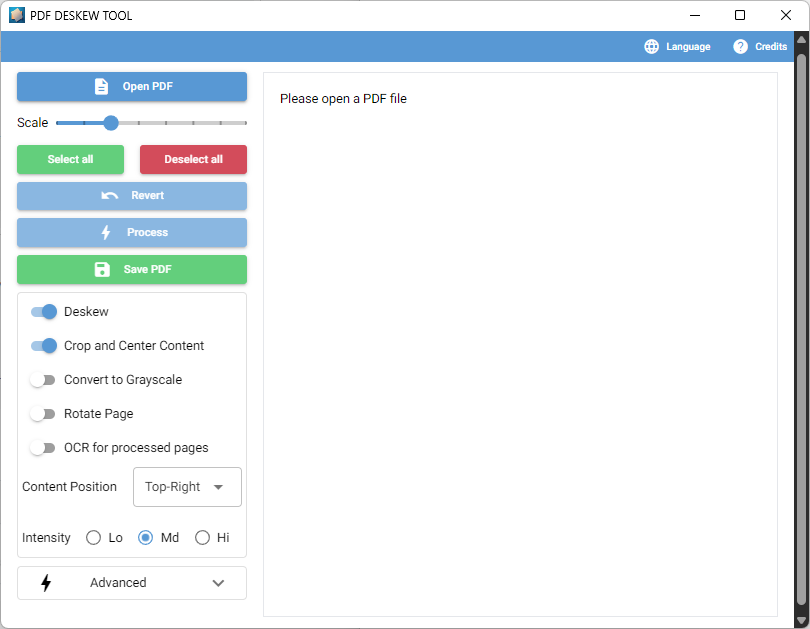 PDF DESKEW TOOL
Language
? Credits
Open PDF
Please open a PDF file
Scale
Select all
Deselect all
Revert
Process
Save PDF
Deskew
Crop and Center Content
Convert to Grayscale
Rotate Page
OCR for processed pages
Content Position
Top-Right
Intensity
Lo
Md
Hi
Advanced